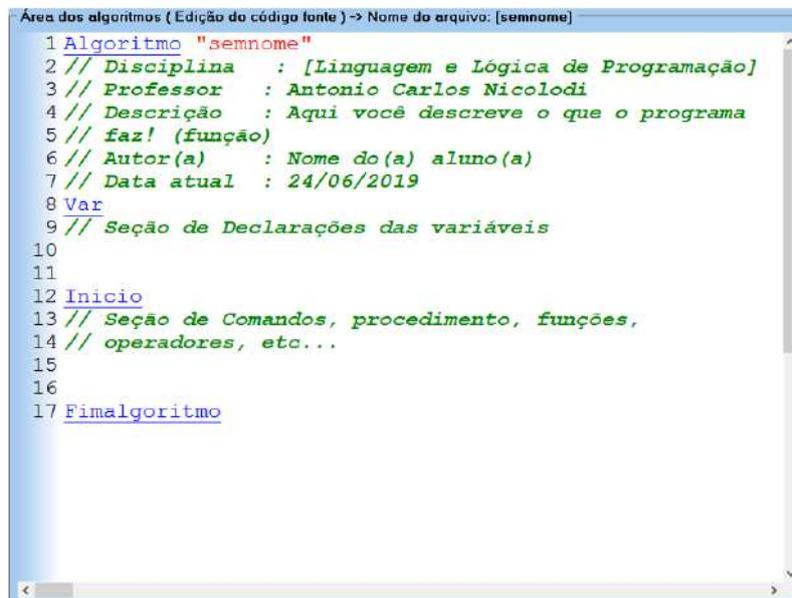 Área dos algoritmos ( Edição do código fonte ) -> Nome do arquivo: [semnome]
1 Algoritmo "semnome"
2 // Disciplina : [Linguagem e Lógica de Programação]
3 // Professor : Antonio Carlos Nicolodi
4 // Descrição : Aqui você descreve o que o programa
5 // faz! (função)
6 // Autor(a) : Nome do(a) aluno(a)
7 // Data atual : 24/06/2019
8 Var
9 // Seção de Declarações das variáveis
10
11
12 Inicio
13 // Seção de Comandos, procedimento, funções,
14 // operadores, etc...
15
16
17 Fimalgoritmo